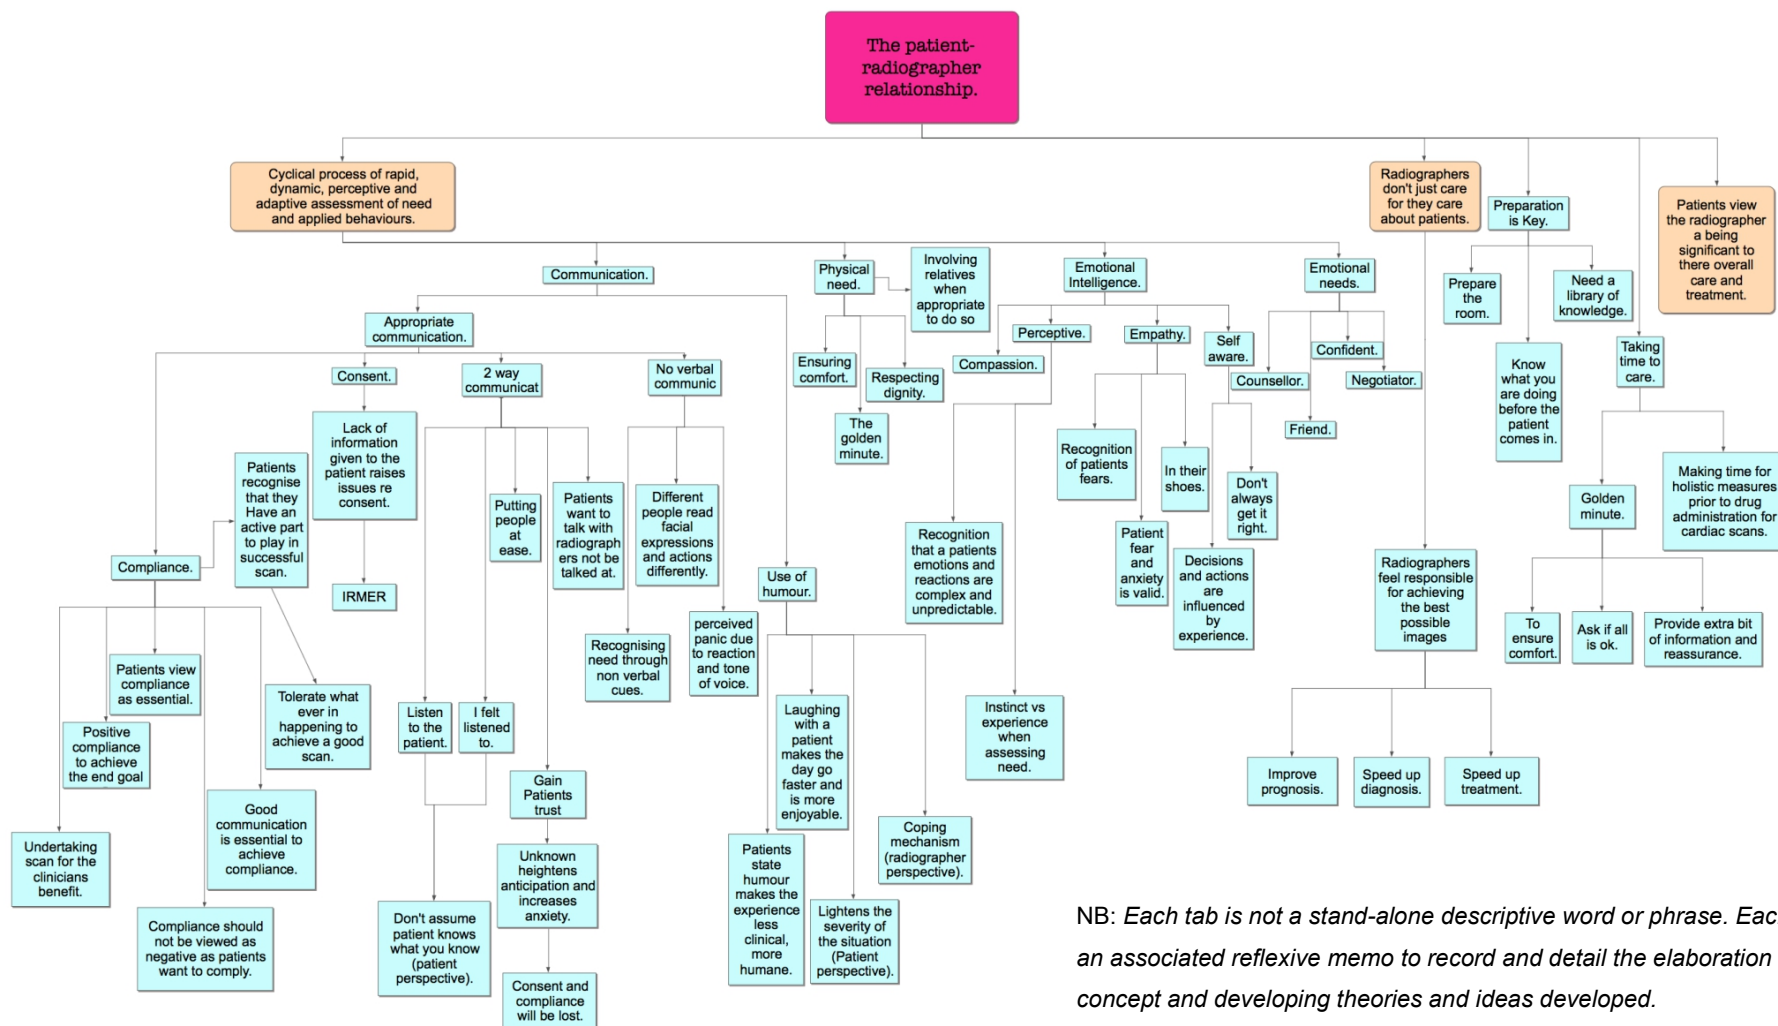 The patient-
radiographer
relationship.
Cyclical process of rapid,
dynamic, perceptive and
adaptive assessment of need
and applied behaviours.
Radiographers
don't just care
for they care
about patients.
Preparation
is Key.
Patients view
the radiographer
a being
significant to
there overall
care and
treatment.
Communication.
Physical
need.
Involving
relatives
when
appropriate
to do so
Emotional
Intelligence.
Emotional
needs.
Prepare
the
room.
Need a
library of
knowledge.
Appropriate
communication.
Perceptive.
Empathy.
Self
aware.
Confident.
Taking
time to
care.
Consent.
2 way
communicat
No verbal
communic
Ensuring
comfort.
Respecting
dignity.
Compassion.
Counsellor.
Negotiator.
Know
what you
are doing
before the
patient
comes in.
The
golden
minute.
Friend.
Lack of
information
given to the
patient raises
issues re
consent.
Patients
recognise
that they
Have an
active part
to play in
successful
scan.
Putting
people
at
ease.
Patients
want to
talk with
radiograph
ers not be
talked at.
Different
people read
facial
expressions
and actions
differently.
Recognition
of patients
fears.
In their
shoes.
Don't
always
get it
right.
Golden
minute.
Making time for
holistic measures
prior to drug
administration for
cardiac scans.
Compliance.
IRMER
Use of
humour.
Recognition
that a patients
emotions and
reactions are
complex and
unpredictable.
Patient
fear and
anxiety
is valid.
Decisions
and actions
are
influenced
by
experience.
Radiographers
feel responsible
for achieving
the best
possible
images
To
ensure
comfort.
Ask if all
is ok.
Provide extra bit
of information and
reassurance.
Patients view
compliance
as essential.
Recognising
need through
non verbal
cues.
perceived
panic due
to reaction
and tone
of voice.
Tolerate what
ever in
happening to
achieve a good
scan.
Positive
compliance
to achieve
the end goal
Listen
to the
patient.
I felt
listened
to.
Laughing
with a
patient
makes the
day go
faster and
is more
enjoyable.
Instinct vs
experience
when
assessing
need.
Gain
Patients
trust
Improve
prognosis.
Speed up
diagnosis.
Speed up
treatment.
Good
communication
is essential to
achieve
compliance.
Undertaking
scan for the
clinicians
benefit.
Coping
mechanism
(radiographer
perspective).
Patients
state
humour
makes the
experience
less
clinical,
more
humane.
Unknown
heightens
anticipation and
increases
anxiety.
Lightens the
severity of
the situation
(Patient
perspective).
Don't assume
patient knows
what you know
(patient
perspective).
Compliance should
not be viewed as
negative as patients
want to comply.
Consent and
compliance
will be lost.
NB: Each tab is not a stand-alone descriptive word or phrase. Eac
an associated reflexive memo to record and detail the elaboration
concept and developing theories and ideas developed.